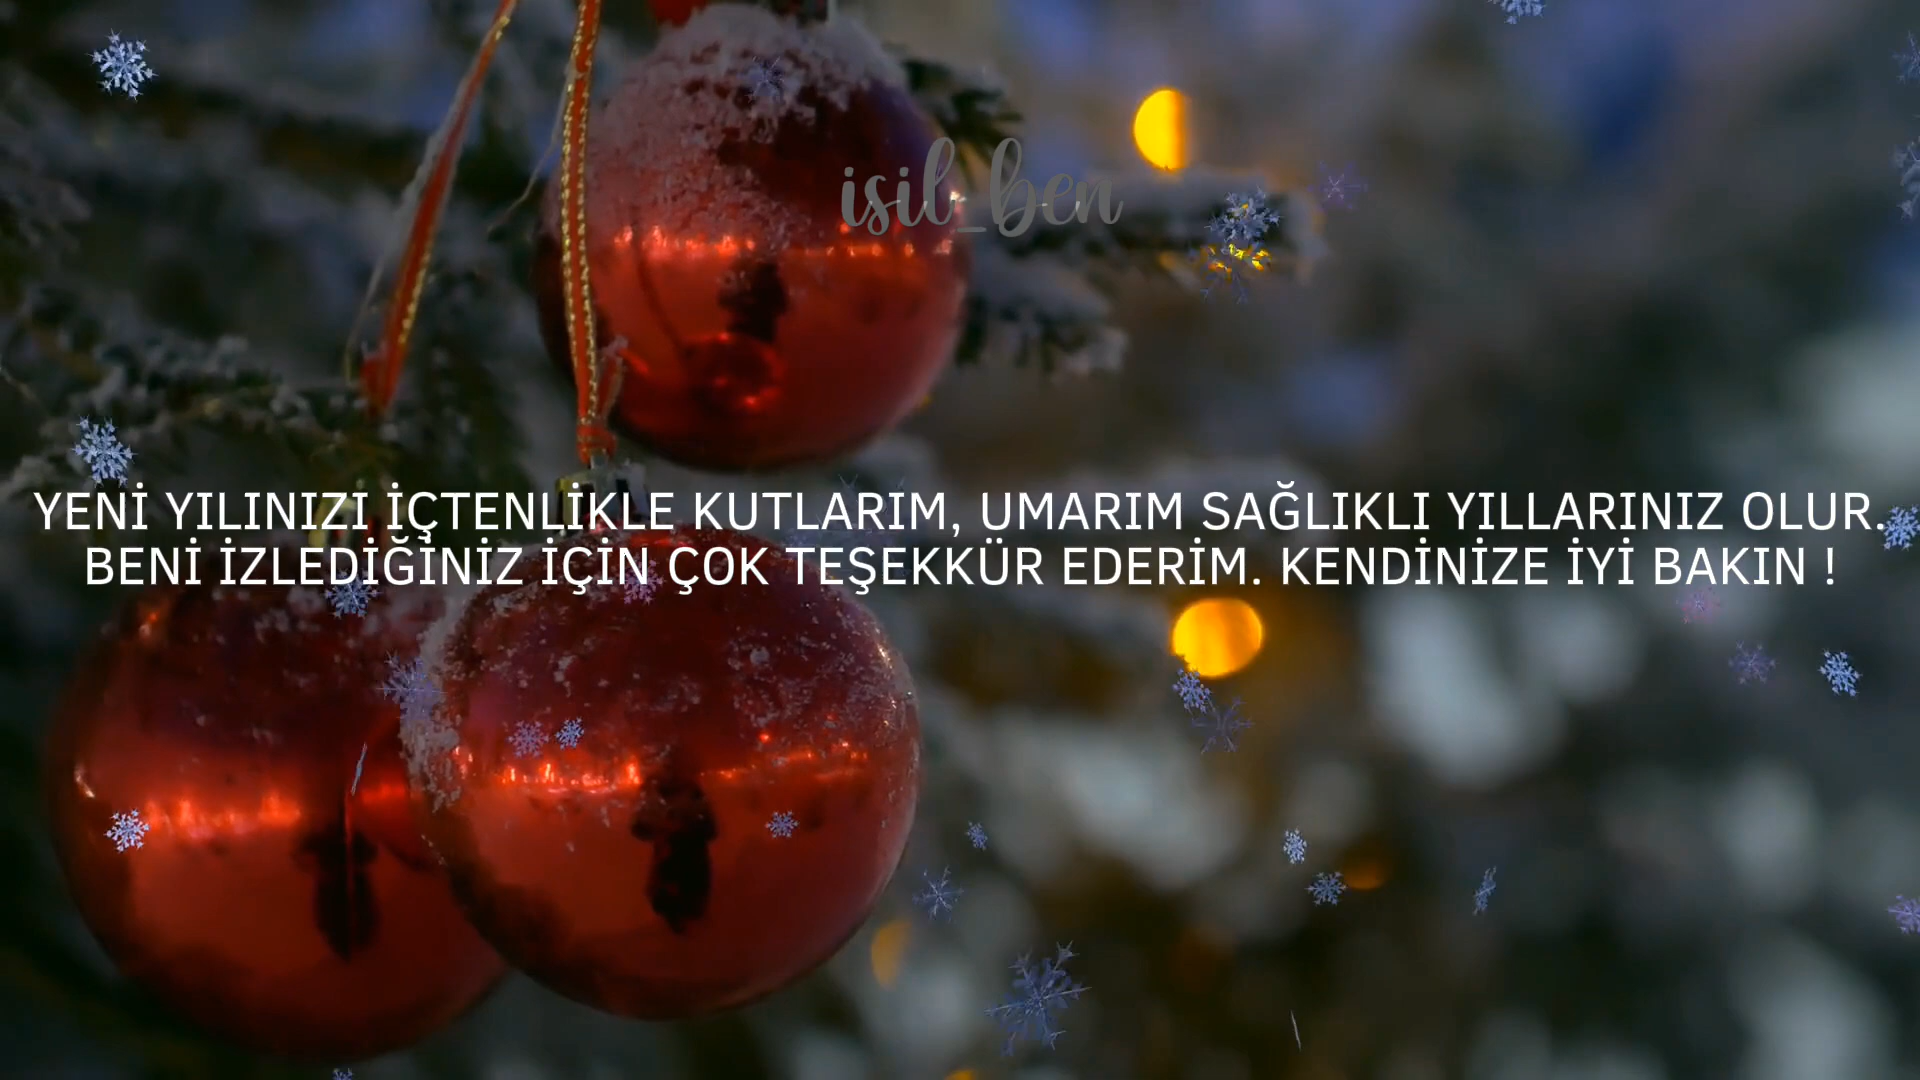 isil_ben
YENİ YILINIZI İÇTENLİKLE KUTLARIM, UMARIM SAĞLIKLI YILLARINIZ OLUR.
BENİ İZLEDİĞİNİZ İÇİN ÇOK TEŞEKKÜR EDERİM. KENDİNİZE İYİ BAKIN !